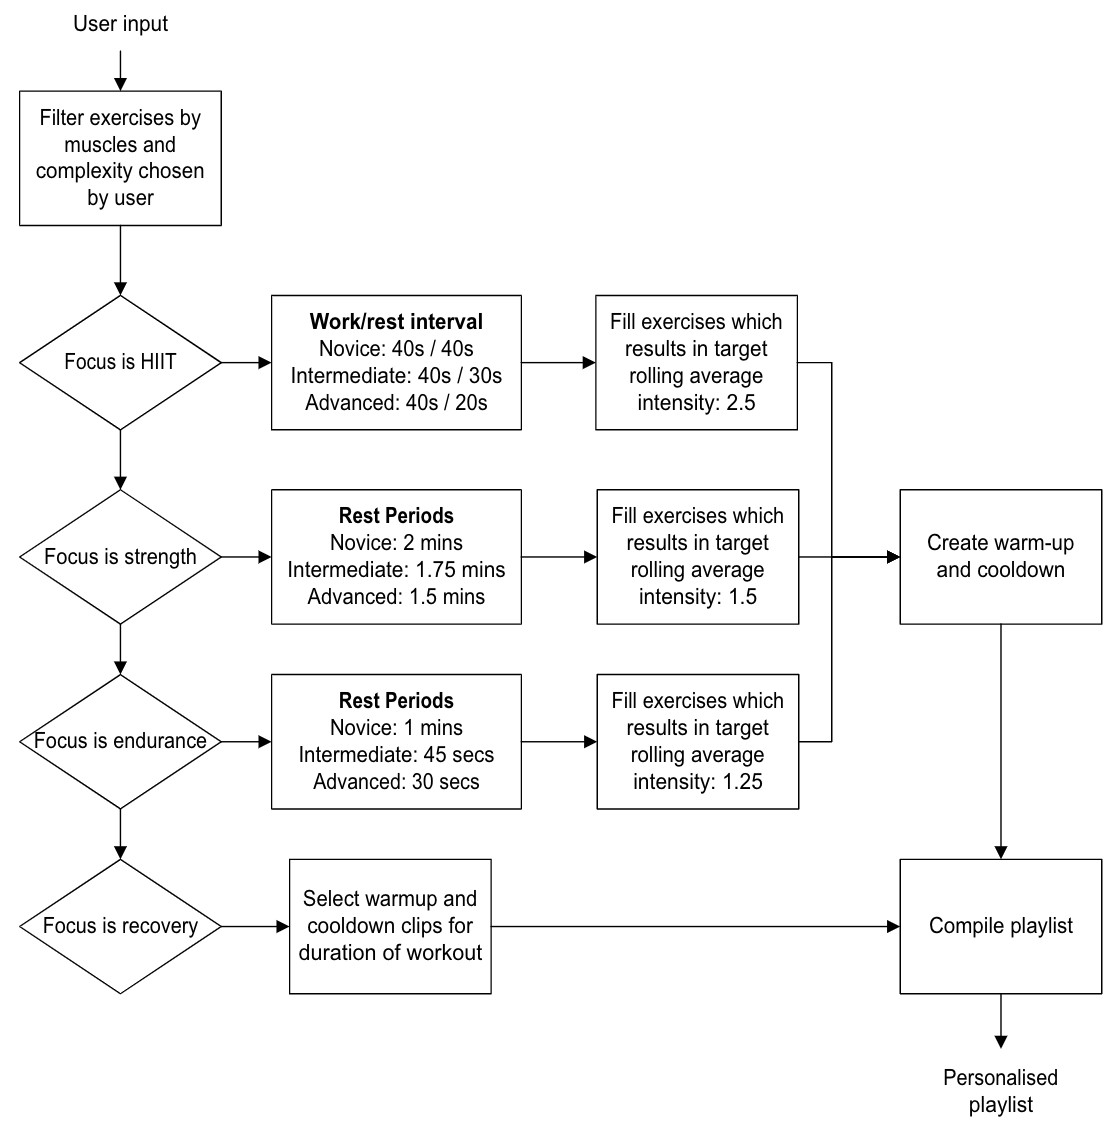 User input
Filter exercises by
muscles and
complexity chosen
by user
Focus is HIIT
Work/rest interval
Novice: 40s / 40s
Intermediate: 40s / 30s
Advanced: 40s / 20s
Fill exercises which
results in target
rolling average
intensity: 2.5
Focus is strength
Rest Periods
Novice: 2 mins
Intermediate: 1.75 mins
Advanced: 1.5 mins
Fill exercises which
results in target
rolling average
intensity: 1.5
Create warm-up
and cooldown
Focus is endurance
Rest Periods
Novice: 1 mins
Intermediate: 45 secs
Advanced: 30 secs
Fill exercises which
results in target
rolling average
intensity: 1.25
Focus is recovery
Select warmup and
cooldown clips for
duration of workout
Compile playlist
Personalised
playlist